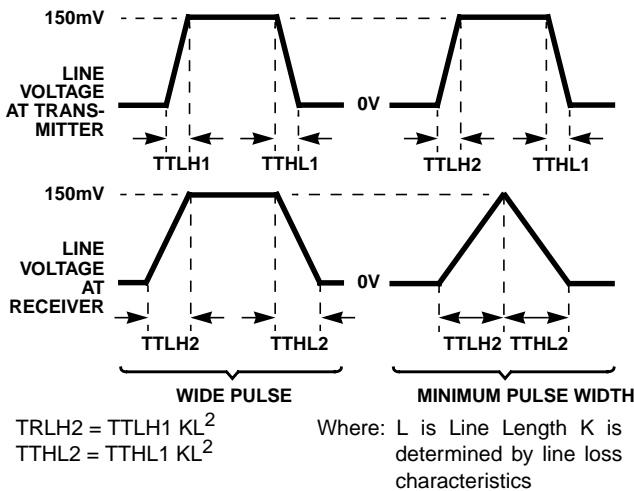 150mV
LINE
VOLTAGE
AT TRANS-
MITTER
0V
TTLH1 TTHL1 TTLH2 TTHL1
150mV
LINE
VOLTAGE
AT
RECEIVER
0V
TTLH2 TTHL2 TTLH2 TTHL2
WIDE PULSE MINIMUM PULSE WIDTH
TRLH2 = TTLH1 KL²
TTHL2 = TTHL1 KL²
Where: L is Line Length K is
determined by line loss
characteristics